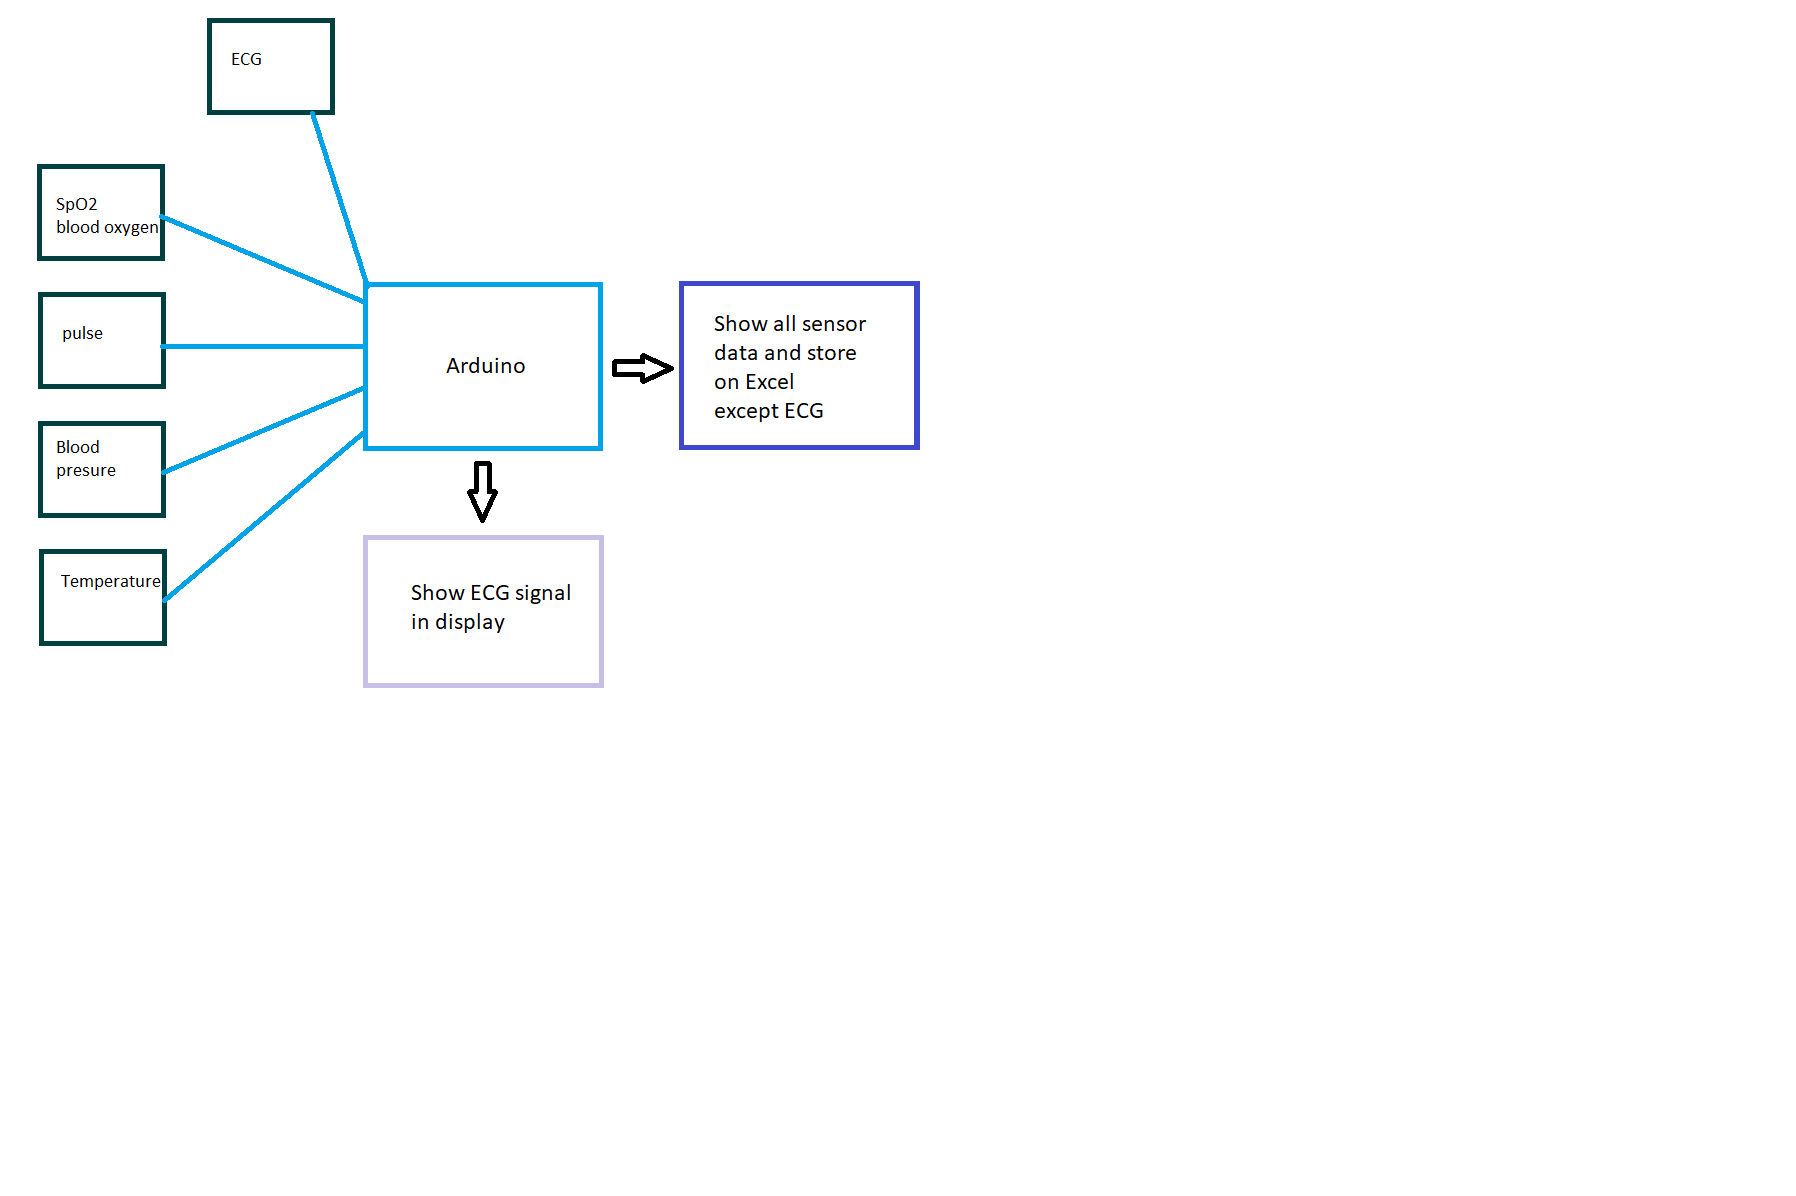 ECG
SpO2
blood oxygen
pulse
Blood
presure
Temperature
Arduino
Show all sensor
data and store
on Excel
except ECG
Show ECG signal
in display